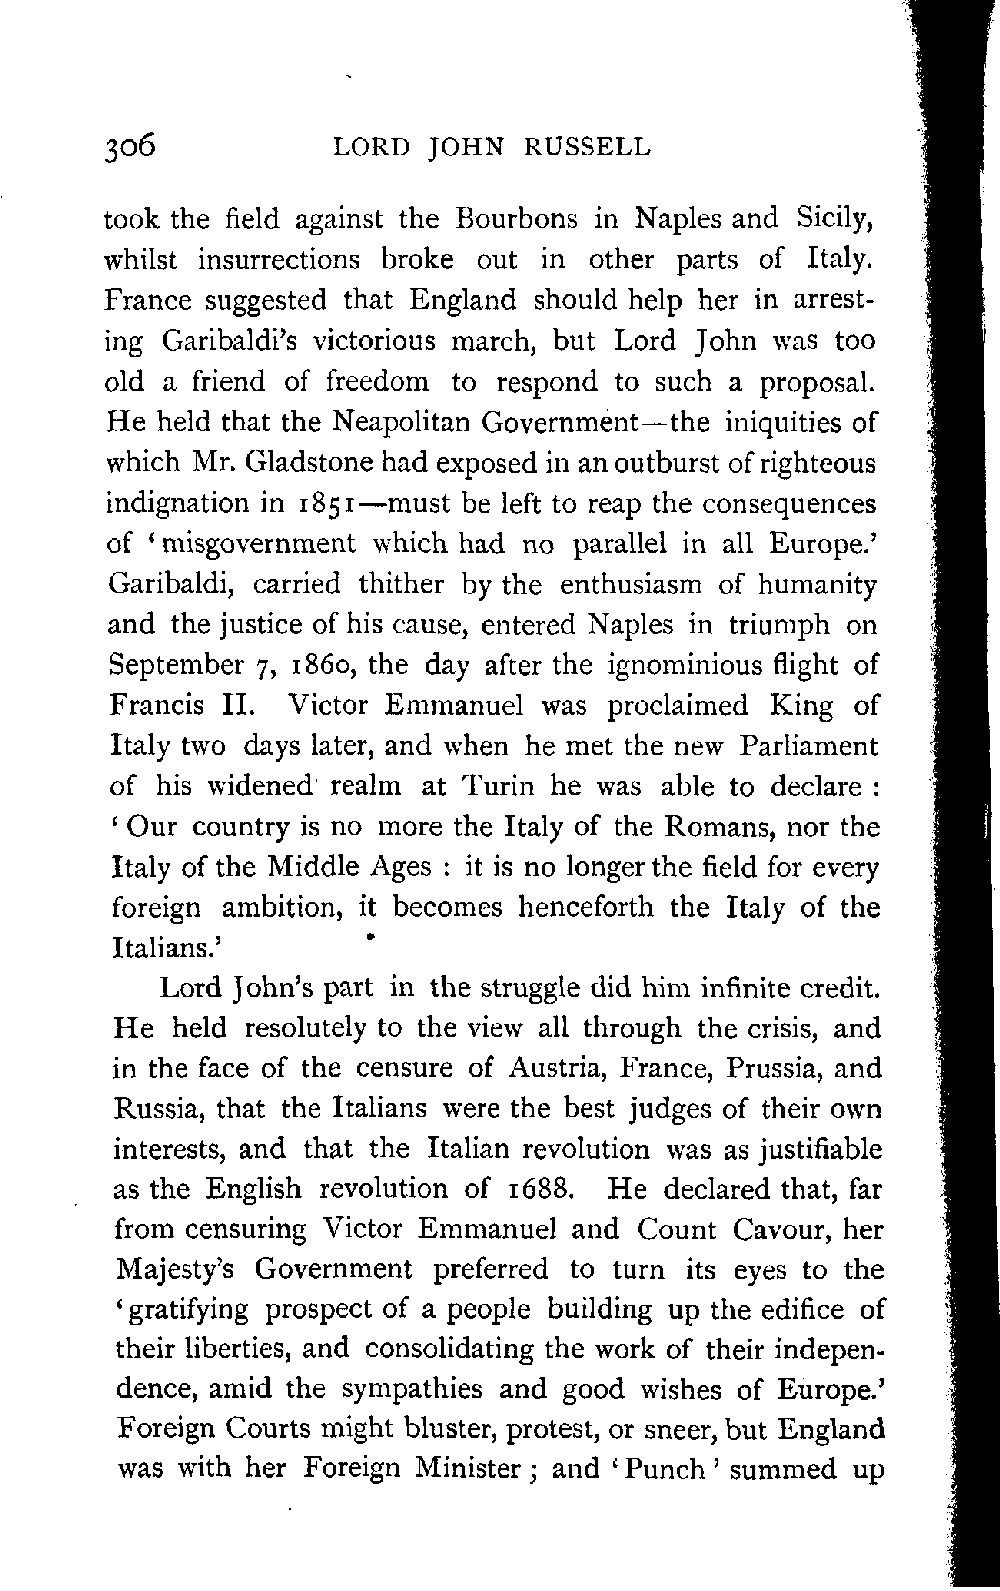 306 LORD JOHN RUSSELL
took the field against the Bourbons in Naples and Sicily,
whilst insurrections broke out in other parts of Italy.
France suggested that England should help her in arrest-
ing Garibaldi's victorious march, but Lord John was too
old a friend of freedom to respond to such a proposal.
He held that the Neapolitan Government—the iniquities of
which Mr. Gladstone had exposed in an outburst of righteous
indignation in 1851—must be left to reap the consequences
of 'misgovernment which had no parallel in all Europe.'
Garibaldi, carried thither by the enthusiasm of humanity
and the justice of his cause, entered Naples in triumph on
September 7, 1860, the day after the ignominious flight of
Francis II. Victor Emmanuel was proclaimed King of
Italy two days later, and when he met the new Parliament
of his widened realm at Turin he was able to declare :
'Our country is no more the Italy of the Romans, nor the
Italy of the Middle Ages : it is no longer the field for every
foreign ambition, it becomes henceforth the Italy of the
Italians.'
Lord John's part in the struggle did him infinite credit.
He held resolutely to the view all through the crisis, and
in the face of the censure of Austria, France, Prussia, and
Russia, that the Italians were the best judges of their own
interests, and that the Italian revolution was as justifiable
as the English revolution of 1688. He declared that, far
from censuring Victor Emmanuel and Count Cavour, her
Majesty's Government preferred to turn its eyes to the
'gratifying prospect of a people building up the edifice of
their liberties, and consolidating the work of their indepen-
dence, amid the sympathies and good wishes of Europe.'
Foreign Courts might bluster, protest, or sneer, but England
was with her Foreign Minister ; and 'Punch' summed up